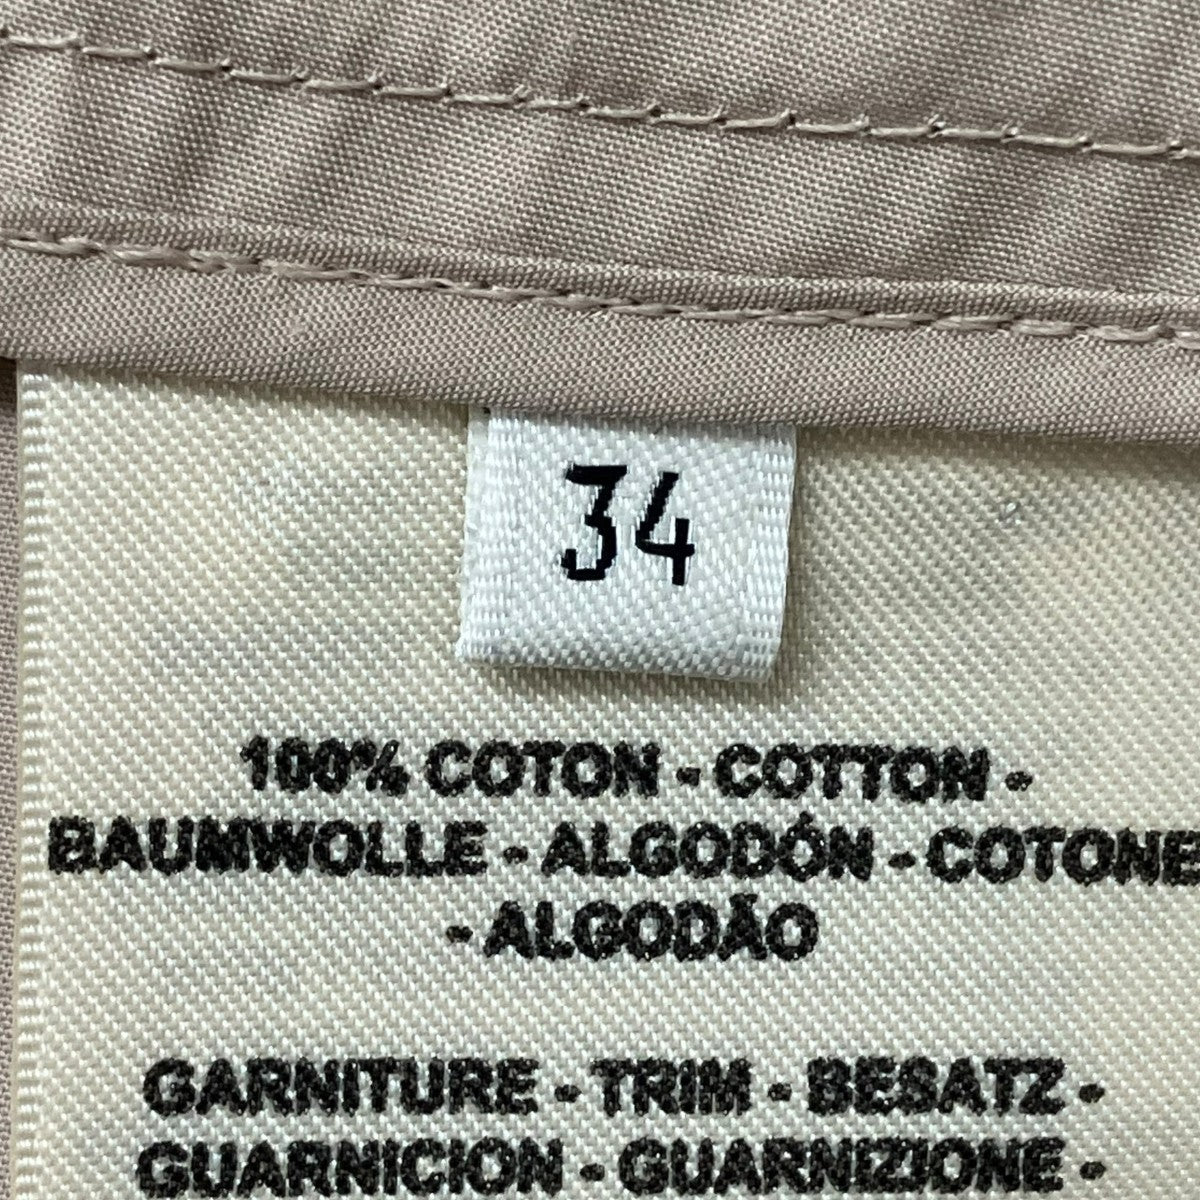 34
100% COTON - COTTON -
BAUMWOLLE - ALGODÓN - COTONE
- ALGODÃO
GARNITURE - TRIM - BESATZ -
GUARNICION - GUARNIZIONE -